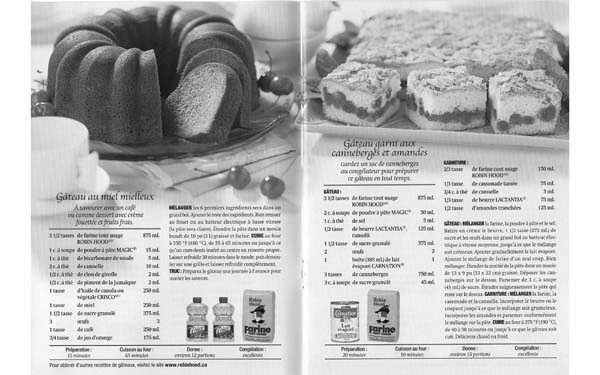 Gâteau au miel mielleux
À savourer avec un café
ou comme dessert avec crème
fouettée et fruits frais.
3 1/2 tasses de farine tout usage 875 mL
ROBIN HOOD
1 c. à soupe de poudre à pâte MAGIC 15 mL
1 c. à thé de bicarbonate de soude 5 mL
2 c. à thé de cannelle 10 mL
1/2 c. à thé de clou de girofle 2 mL
1/2 c. à thé de piment de la jamaïque 2 mL
1 tasse d'huile de canola ou 250 mL
végétale CRISCO
1 tasse de miel 250 mL
1 1/2 tasse de sucre granulé 375 mL
3 œufs 3
1 tasse de café 250 mL
3/4 tasse de jus d'orange 175 mL
MÉLANGER les 6 premiers ingrédients secs dans un
grand bol. Ajouter le reste des ingrédients. Bien remuer
au fouet ou au batteur électrique à basse vitesse
(la pâte sera claire). Étendre la pâte dans un moule
bundt de 10 po (3 L) graissé et fariné. CUIRE au four
à 350 °F (180 °C), de 55 à 65 minutes ou jusqu'à ce
qu'un cure-dents inséré au centre en ressorte propre.
Laisser refroidir 20 minutes dans le moule, puis démouler
sur une grille et laisser refroidir complètement.
TRUC : Préparez le gâteau une journée à l'avance pour
marier les saveurs.
Robin
Hood
Farine
Préparation : Cuisson au four : Donne : Congélation :
15 minutes 65 minutes environ 12 portions excellente
Pour obtenir d'autres recettes de gâteaux, visitez le site www.robinhood.ca
Gâteau garni aux
canneberges et amandes
Gardez un sac de canneberges
au congélateur pour préparer
ce gâteau en tout temps.
GÂTEAU :
3 1/2 tasses de farine tout usage 875 mL
ROBIN HOOD
2 c. à soupe de poudre à pâte MAGIC 30 mL
1 c. à thé de sel 5 mL
1 1/2 tasse de beurre LACTANTIA, 375 mL
ramolli
1 1/2 tasse de sucre granulé 375 mL
2 œufs 2
1 boîte (385 mL) de lait 1
évaporé CARNATION
3 tasses de canneberges 750 mL
3 c. à soupe de sucre granulé 45 mL
GARNITURE :
2/3 tasse de farine tout usage 150 mL
ROBIN HOOD
1/3 tasse de cassonade tassée 75 mL
3/4 c. à thé de cannelle 3 mL
1/3 tasse de beurre LACTANTIA 75 mL
1/2 tasse d'amandes tranchées 125 mL
GÂTEAU : MÉLANGER la farine, la poudre à pâte et le sel.
Battre en crème le beurre, 1 1/2 tasse (375 mL) de
sucre et les œufs dans un grand bol au batteur élec-
trique à vitesse moyenne, jusqu'à ce que le mélange
soit crémeux. Ajouter graduellement le lait évaporé.
Ajouter le mélange de farine d'un seul coup. Bien
mélanger. Étendre la moitié de la pâte dans un moule
de 13 x 9 po (33 x 23 cm) graissé. Déposer les can-
neberges sur le dessus. Parsemer de 3 c. à soupe
(45 mL) de sucre. Étendre soigneusement la pâte qui
reste sur le dessus. GARNITURE : MÉLANGER la farine, la
cassonade et la cannelle. Incorporer le beurre en le
coupant jusqu'à ce que le mélange soit grumeleux.
Incorporer les amandes et parsemer uniformément
le mélange sur la pâte. CUIRE au four à 375 °F (190 °C),
de 40 à 50 minutes ou jusqu'à ce que le gâteau soit
cuit. Délicieux chaud ou froid.
Carnation
Lait
évaporé
Robin
Hood
Farine
Préparation : Cuisson au four : Donne : Congélation :
20 minutes 50 minutes environ 15 portions excellente